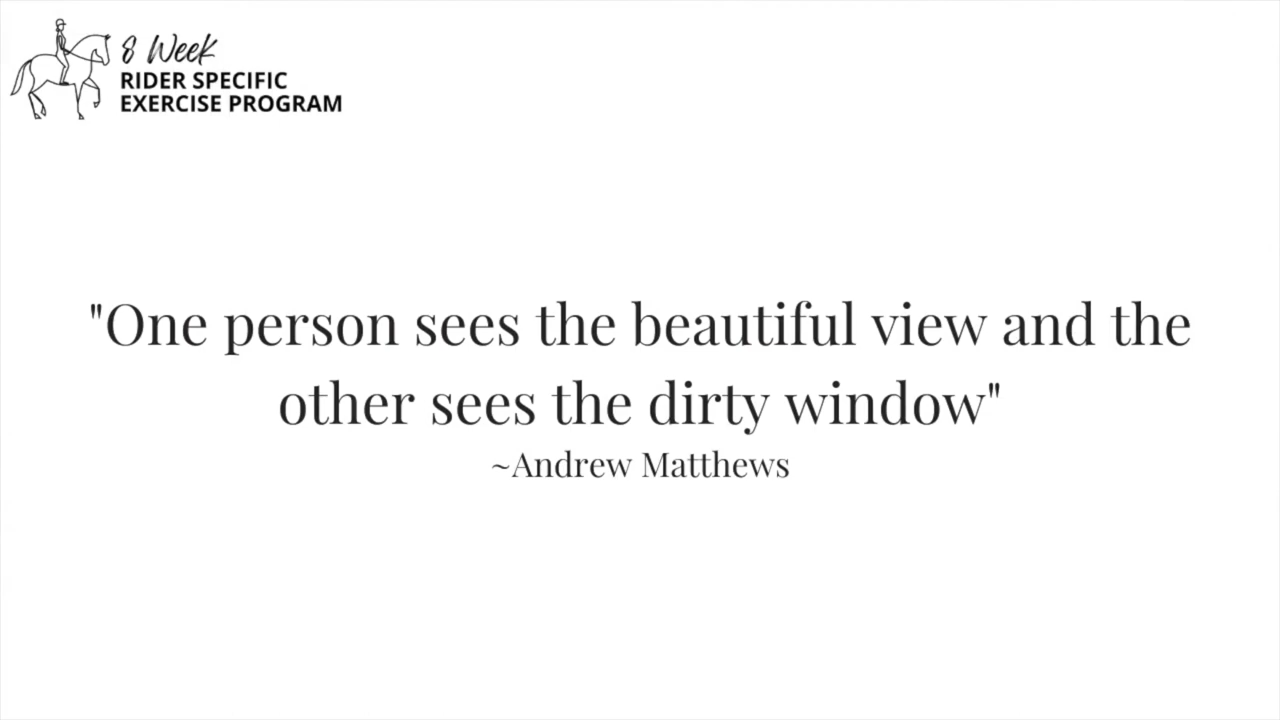 8 Week
RIDER SPECIFIC
EXERCISE PROGRAM
"One person sees the beautiful view and the
other sees the dirty window"
~Andrew Matthews